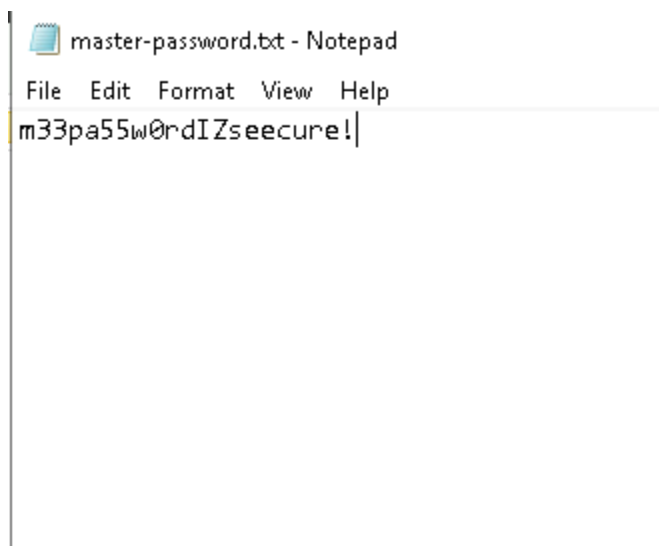 master-password.txt - Notepad
File Edit Format View Help
m33pa55w0rdIZseecure!